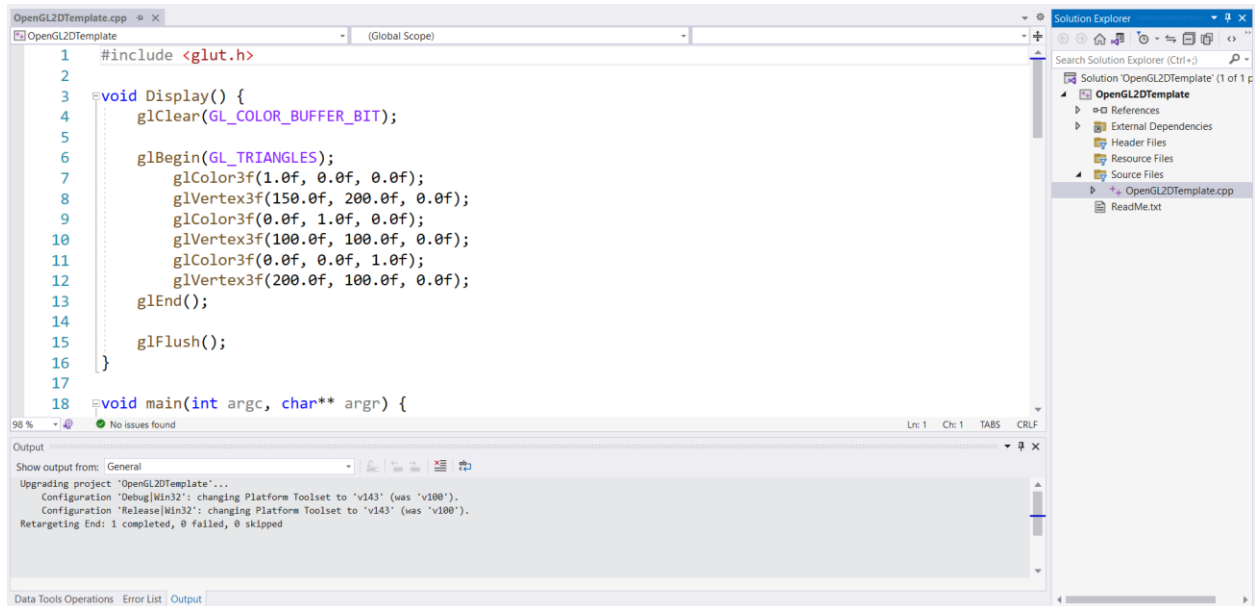 OpenGL2DTemplate.cpp
OpenGL2DTemplate
(Global Scope)
1 #include <glut.h>
2
3 void Display() {
4 glClear(GL_COLOR_BUFFER_BIT);
5
6 glBegin(GL_TRIANGLES);
7 glColor3f(1.0f, 0.0f, 0.0f);
8 glVertex3f(150.0f, 200.0f, 0.0f);
9 glColor3f(0.0f, 1.0f, 0.0f);
10 glVertex3f(100.0f, 100.0f, 0.0f);
11 glColor3f(0.0f, 0.0f, 1.0f);
12 glVertex3f(200.0f, 100.0f, 0.0f);
13 glEnd();
14
15 glFlush();
16 }
17
18 void main(int argc, char** argr) {
98 %
No issues found
Ln: 1 Ch: 1 TABS CRLF
Output
Show output from: General
Upgrading project 'OpenGL2DTemplate'...
Configuration 'Debug|Win32': changing Platform Toolset to 'v143' (was 'v100').
Configuration 'Release|Win32': changing Platform Toolset to 'v143' (was 'v100').
Retargeting End: 1 completed, 0 failed, 0 skipped
Data Tools Operations Error List Output
Solution Explorer
Search Solution Explorer (Ctrl+;)
Solution 'OpenGL2DTemplate' (1 of 1 p
OpenGL2DTemplate
References
External Dependencies
Header Files
Resource Files
Source Files
OpenGL2DTemplate.cpp
ReadMe.txt